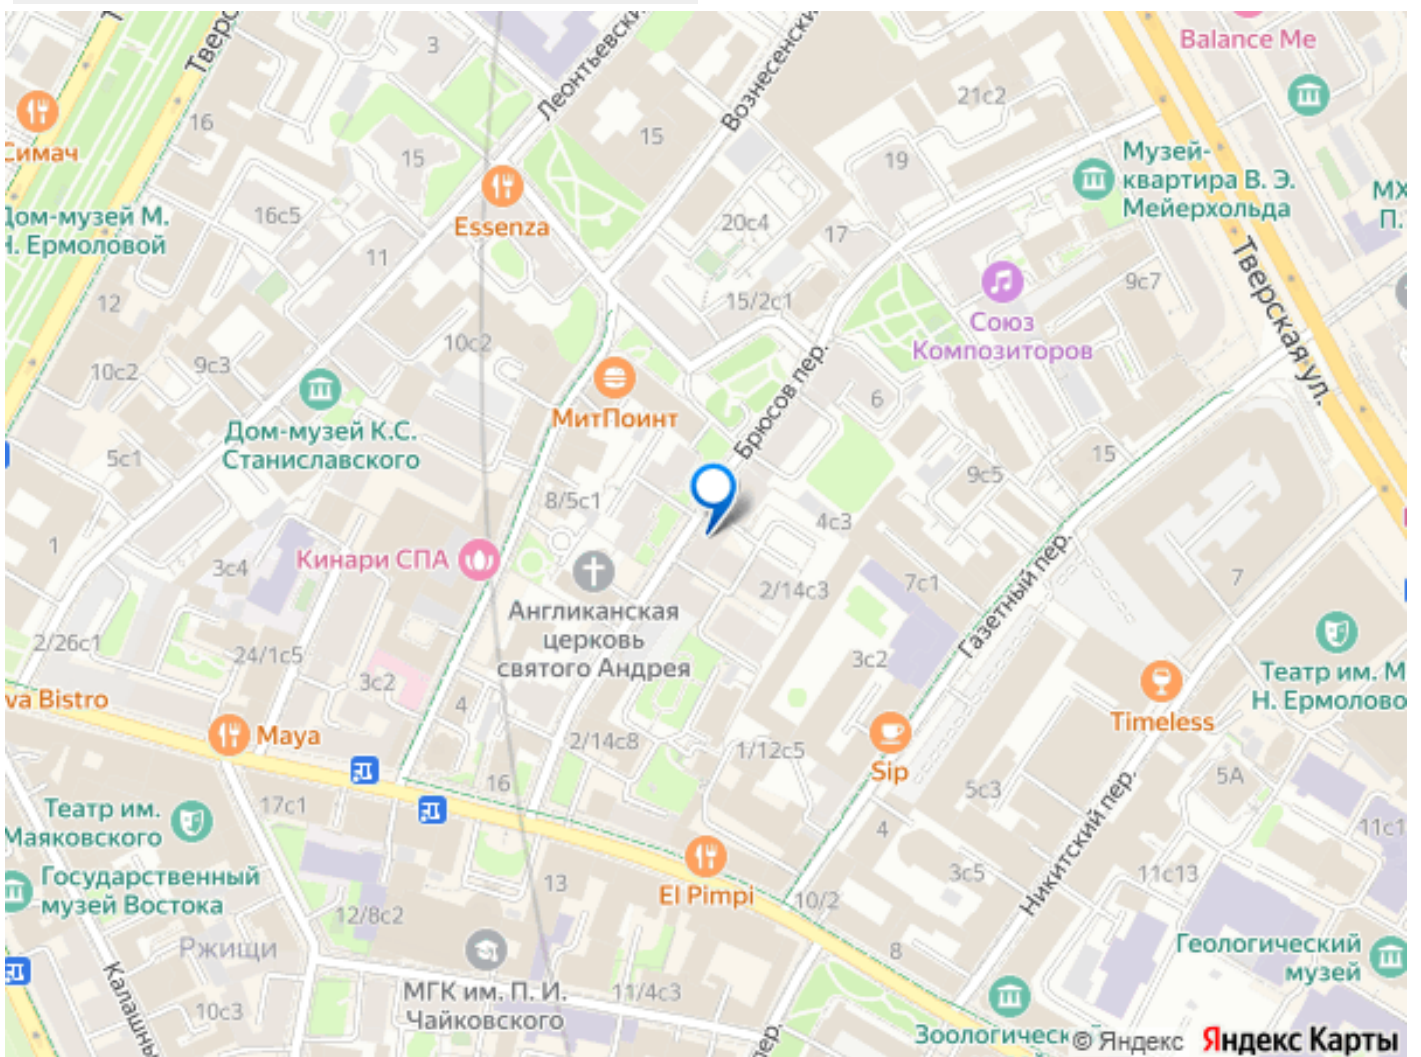 Balance Me
3
Тверс
Леонтьевски
Вознесенски
21с2
16
Симач
15
15
19
Музей-
квартира В. Э.
Мейерхольда
МХ
П.
Essenza
16с5
20с4
17
Дом-музей М.
Н. Ермоловой
11
Тверская ул.
9с7
12
15/2с1
Союз
Композиторов
10с2
9с3
10с2
МитПоинт
Брюсов пер.
6
Дом-музей К.С.
Станиславского
5с1
15
9с5
8/5с1
4с3
1
3с4
Кинари СПА
Газетный пер.
7с1
2/14с3
7
Англиканская
церковь
святого Андрея
2/26с1
24/1с5
3с2
3с2
Театр им. М
Н. Ермолово
va Bistro
4
Maya
2/14с8
1/12с5
Timeless
Sip
16
5с3
5А
Никитский пер.
17с1
Театр им.
Маяковского
4
11с1
Государственный
музей Востока
13
El Pimpi
10/2
3с5
11с13
12/8с2
Ржищи
8
Геологический
музей
Калашны
МГК им. П. И.
Чайковского
11/4с3
10с3
пер.
Зоологическ
© Яндекс Яндекс Карты